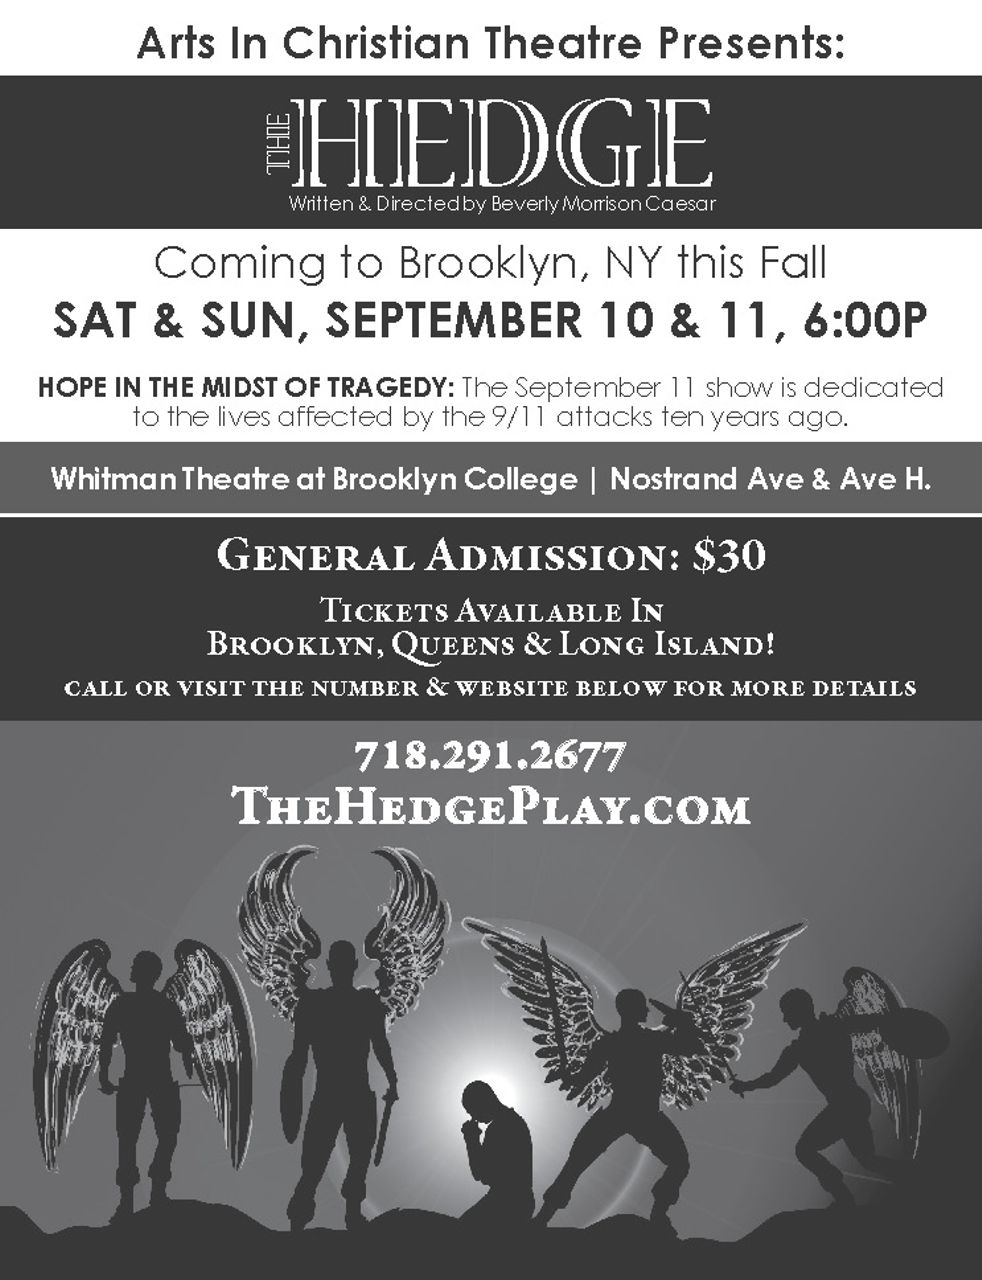 Arts In Christian Theatre Presents:
THE HEDGE
Written & Directed by Beverly Morrison Caesar
Coming to Brooklyn, NY this Fall
SAT & SUN, SEPTEMBER 10 & 11, 6:00P
HOPE IN THE MIDST OF TRAGEDY: The September 11 show is dedicated
to the lives affected by the 9/11 attacks ten years ago.
Whitman Theatre at Brooklyn College | Nostrand Ave & Ave H.
General Admission: $30
Tickets Available In
Brooklyn, Queens & Long Island!
CALL OR VISIT THE NUMBER & WEBSITE BELOW FOR MORE DETAILS
718.291.2677
TheHedgePlay.com